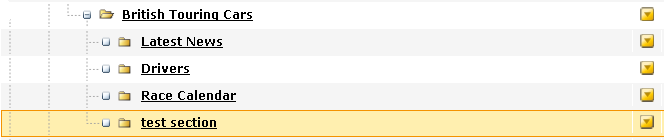 British Touring Cars
Latest News
Drivers
Race Calendar
test section